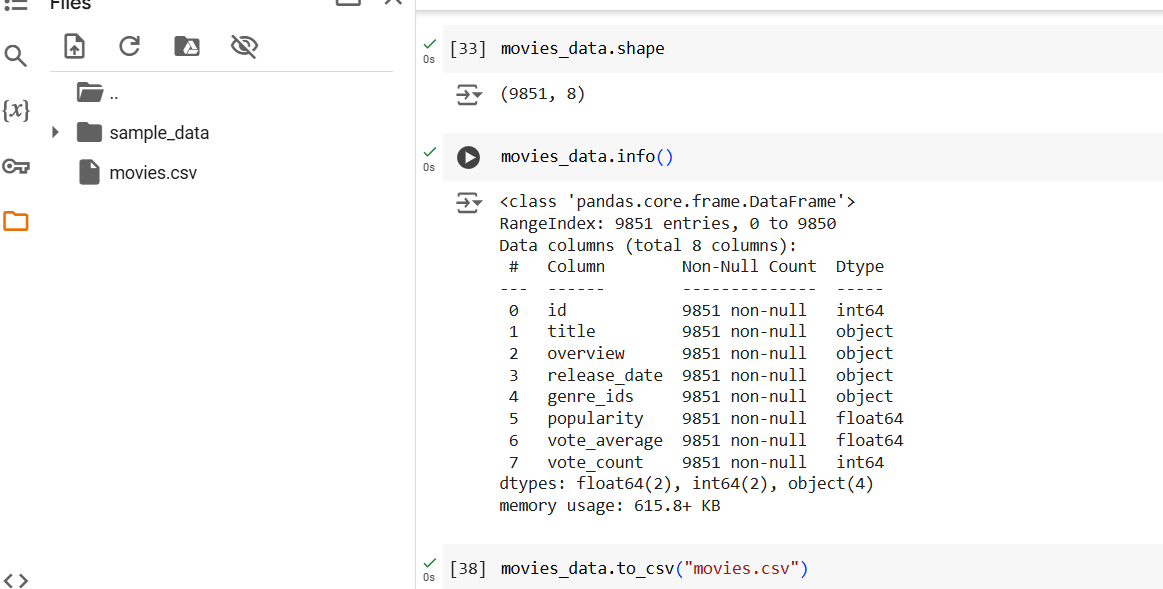 Files
..
sample_data
movies.csv
{x}
[33] movies_data.shape
0s
(9851, 8)
movies_data.info()
0s
<class 'pandas.core.frame.DataFrame'>
RangeIndex: 9851 entries, 0 to 9850
Data columns (total 8 columns):
 #   Column        Non-Null Count  Dtype
---  ------        --------------  -----
 0   id            9851 non-null   int64
 1   title         9851 non-null   object
 2   overview      9851 non-null   object
 3   release_date  9851 non-null   object
 4   genre_ids     9851 non-null   object
 5   popularity    9851 non-null   float64
 6   vote_average  9851 non-null   float64
 7   vote_count    9851 non-null   int64
dtypes: float64(2), int64(2), object(4)
memory usage: 615.8+ KB
[38] movies_data.to_csv("movies.csv")
0s